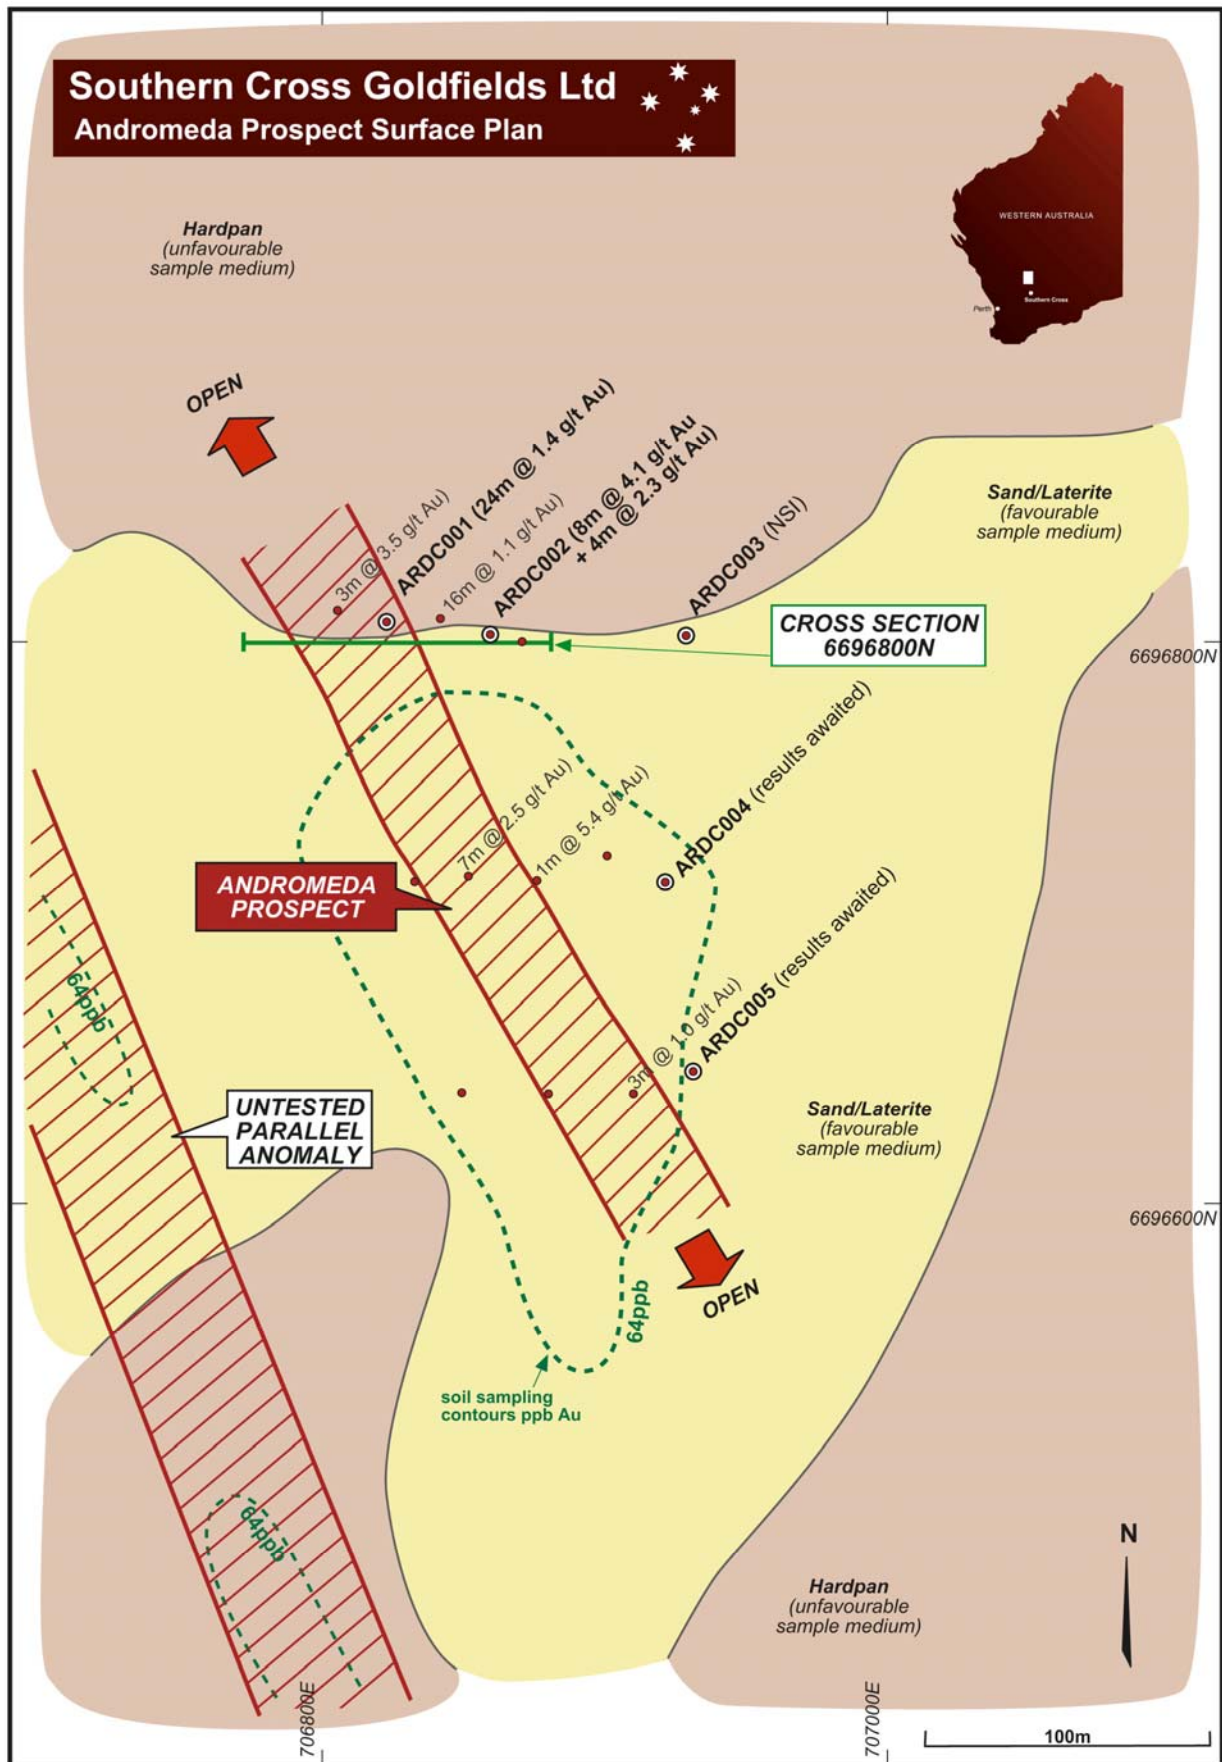 Southern Cross Goldfields Ltd
Andromeda Prospect Surface Plan
WESTERN AUSTRALIA
Southern Cross
Perth
Hardpan
(unfavourable
sample medium)
OPEN
3m @ 3.5 g/t Au)
ARDC001 (24m @ 1.4 g/t Au)
16m @ 1.1 g/t Au)
ARDC002 (8m @ 4.1 g/t Au
+ 4m @ 2.3 g/t Au)
ARDC003 (NSI)
Sand/Laterite
(favourable
sample medium)
CROSS SECTION
6696800N
6696800N
7m @ 2.5 g/t Au)
1m @ 5.4 g/t Au)
ARDC004 (results awaited)
ANDROMEDA
PROSPECT
64ppb
3m @ 1.0 g/t Au)
ARDC005 (results awaited)
UNTESTED
PARALLEL
ANOMALY
Sand/Laterite
(favourable
sample medium)
6696600N
OPEN
64ppb
soil sampling
contours ppb Au
64ppb
N
Hardpan
(unfavourable
sample medium)
706800E
707000E
100m